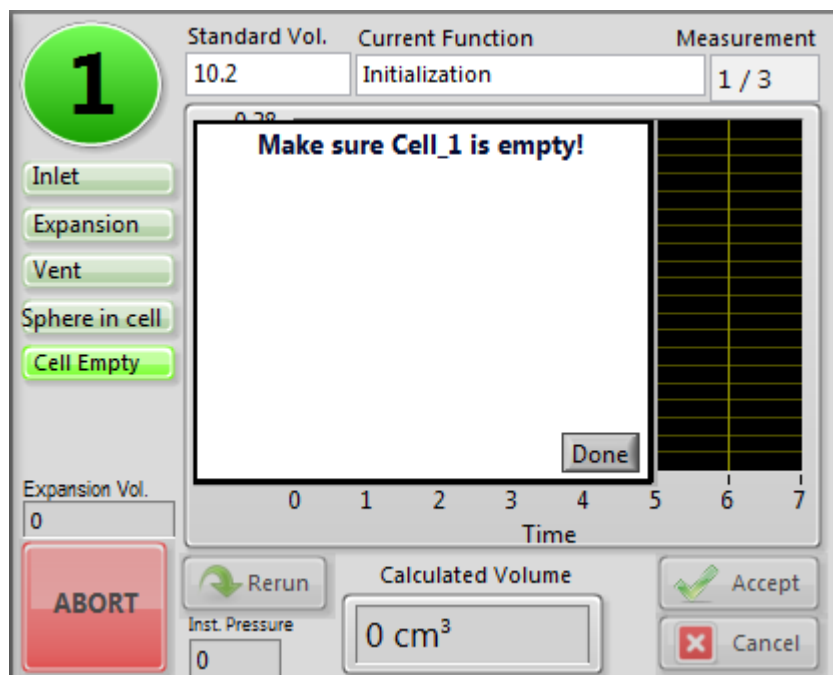 1
Standard Vol.
Current Function
Measurement
10.2
Initialization
1 / 3
Inlet
Expansion
Vent
Sphere in cell
Cell Empty
Make sure Cell_1 is empty!
Done
0 1 2 3 4 5 6 7
Time
Expansion Vol.
0
ABORT
Rerun
Inst. Pressure
0
Calculated Volume
0 cm³
Accept
Cancel